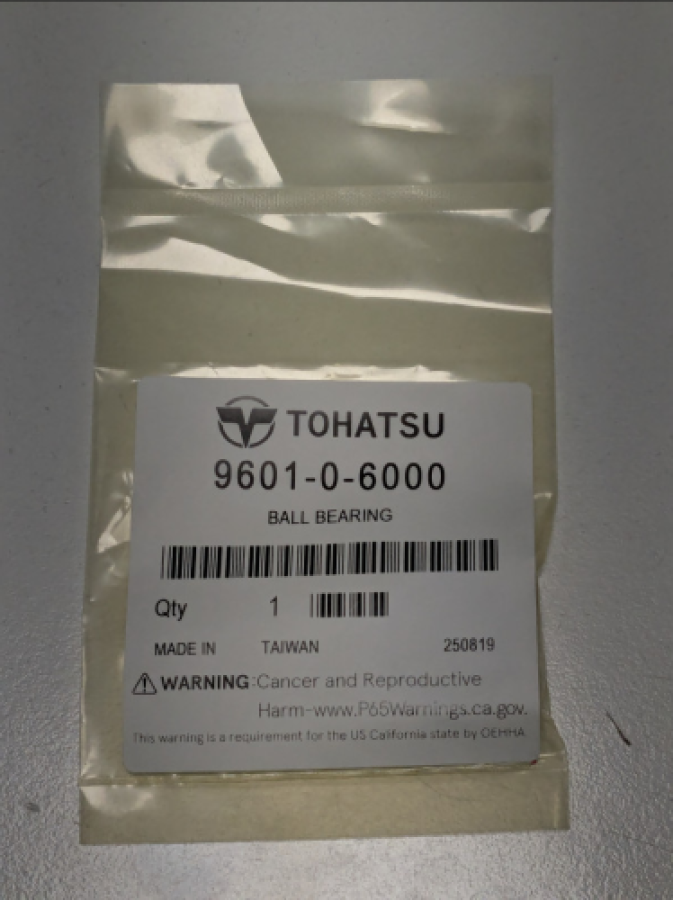 TOHATSU
9601-0-6000
BALL BEARING
Qty 1
MADE IN TAIWAN 250819
WARNING:Cancer and Reproductive
Harm-www.P65Warnings.ca.gov.
This warning is a requirement for the US California state by OEHHA.